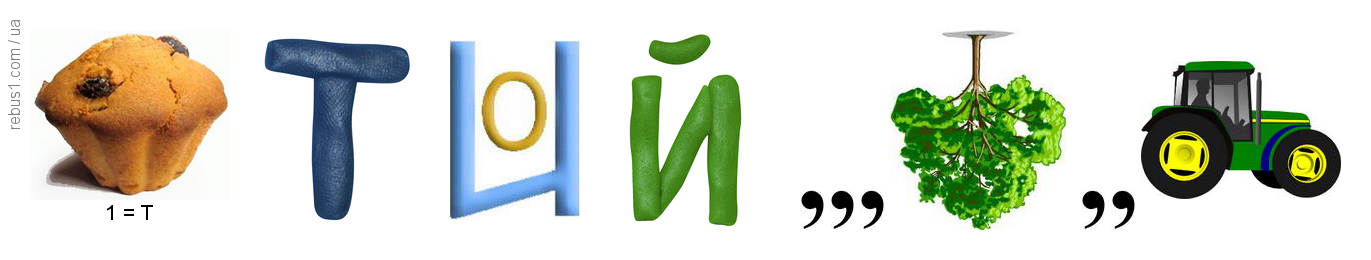 rebus1.com/ua
Т И О Й ,,, ,,
1 = Т